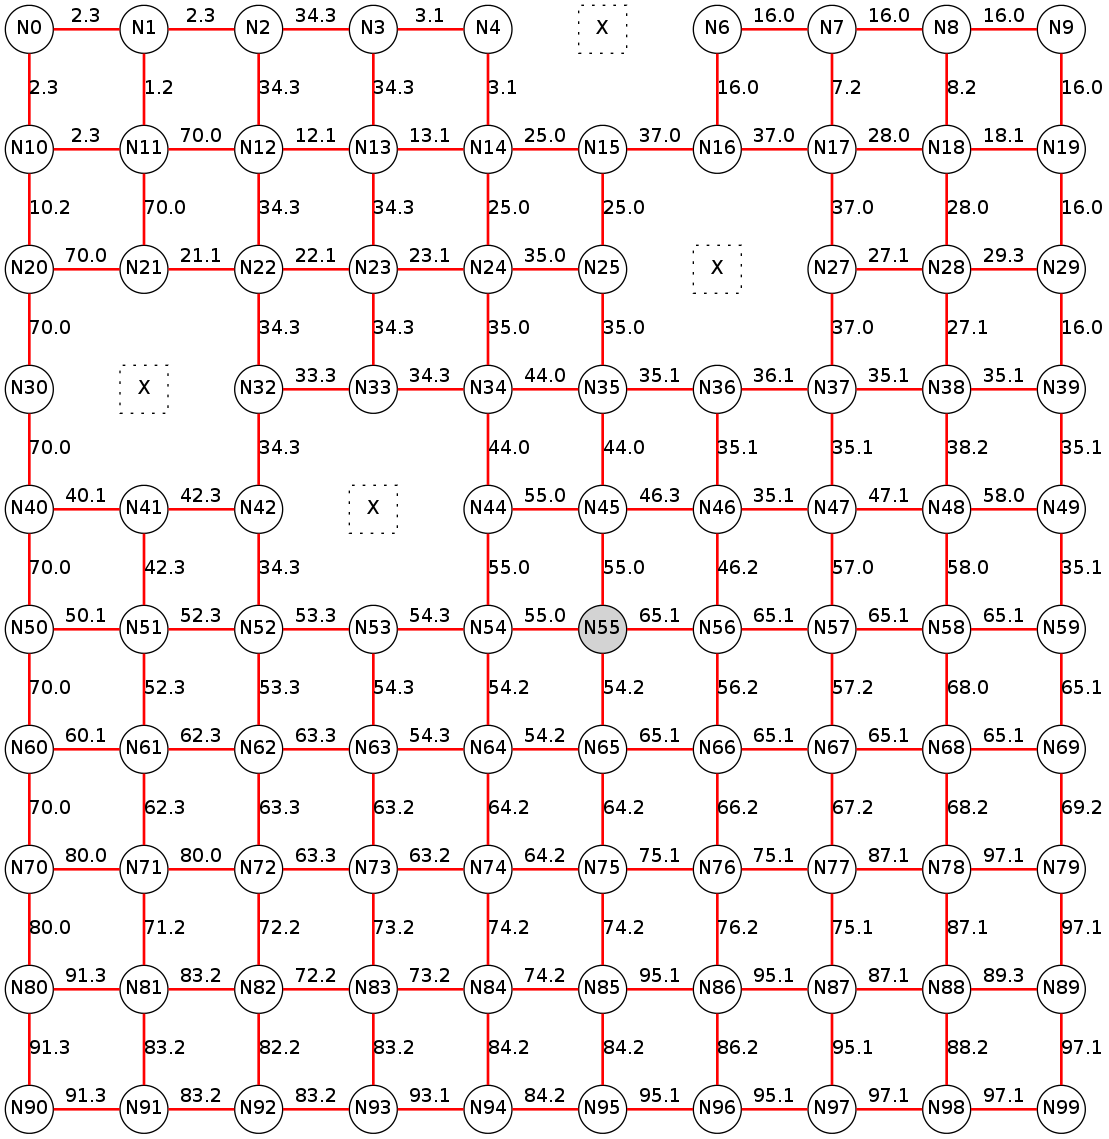 2.3 2.3 34.3 3.1 16.0 16.0 16.0
N0 N1 N2 N3 N4 X N6 N7 N8 N9
2.3 1.2 34.3 34.3 3.1 16.0 7.2 8.2 16.0
2.3 70.0 12.1 13.1 25.0 37.0 37.0 28.0 18.1
N10 N11 N12 N13 N14 N15 N16 N17 N18 N19
10.2 70.0 34.3 34.3 25.0 25.0 37.0 28.0 16.0
70.0 21.1 22.1 23.1 35.0 27.1 29.3
N20 N21 N22 N23 N24 N25 X N27 N28 N29
70.0 34.3 34.3 35.0 35.0 37.0 27.1 16.0
33.3 34.3 44.0 35.1 36.1 35.1 35.1
N30 X N32 N33 N34 N35 N36 N37 N38 N39
70.0 34.3 44.0 44.0 35.1 35.1 38.2 35.1
40.1 42.3 55.0 46.3 35.1 47.1 58.0
N40 N41 N42 X N44 N45 N46 N47 N48 N49
70.0 42.3 34.3 55.0 55.0 46.2 57.0 58.0 35.1
50.1 52.3 53.3 54.3 55.0 65.1 65.1 65.1 65.1
N50 N51 N52 N53 N54 N55 N56 N57 N58 N59
70.0 52.3 53.3 54.3 54.2 54.2 56.2 57.2 68.0 65.1
60.1 62.3 63.3 54.3 54.2 65.1 65.1 65.1 65.1
N60 N61 N62 N63 N64 N65 N66 N67 N68 N69
70.0 62.3 63.3 63.2 64.2 64.2 66.2 67.2 68.2 69.2
80.0 80.0 63.3 63.2 64.2 75.1 75.1 87.1 97.1
N70 N71 N72 N73 N74 N75 N76 N77 N78 N79
80.0 71.2 72.2 73.2 74.2 74.2 76.2 75.1 87.1 97.1
91.3 83.2 72.2 73.2 74.2 95.1 95.1 87.1 89.3
N80 N81 N82 N83 N84 N85 N86 N87 N88 N89
91.3 83.2 82.2 83.2 84.2 84.2 86.2 95.1 88.2 97.1
91.3 83.2 83.2 93.1 84.2 95.1 95.1 97.1 97.1
N90 N91 N92 N93 N94 N95 N96 N97 N98 N99